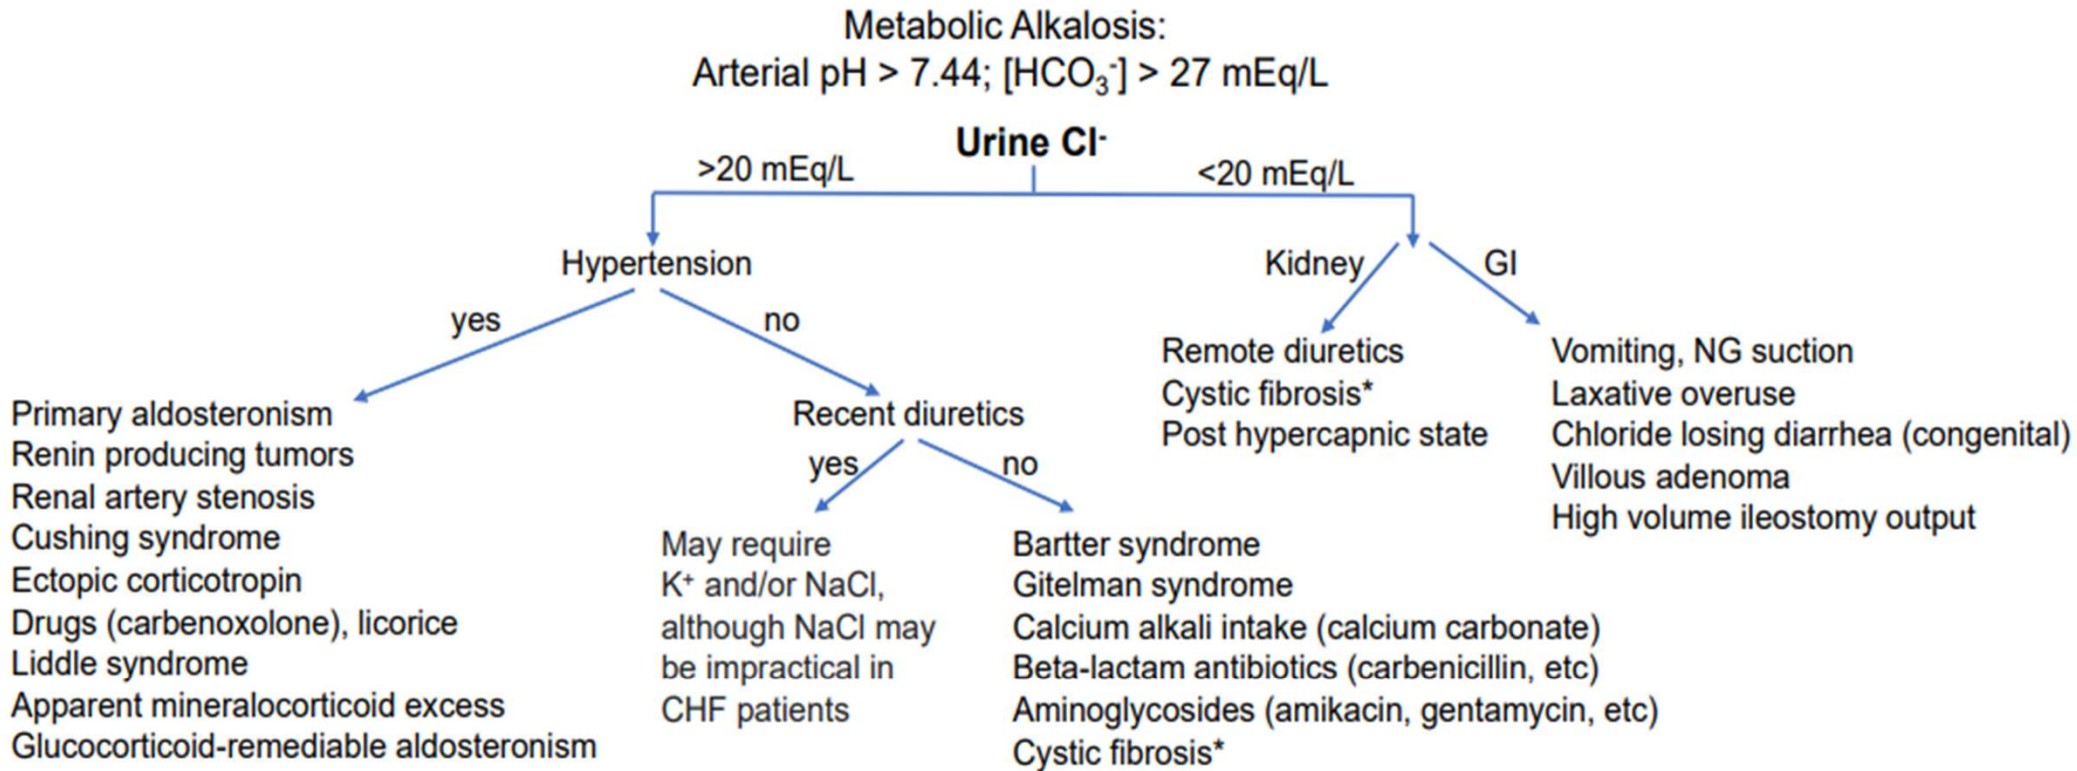 Metabolic Alkalosis:
Arterial pH > 7.44; [HCO₃⁻] > 27 mEq/L
Urine Cl⁻
>20 mEq/L
<20 mEq/L
Hypertension
yes
no
Primary aldosteronism
Renin producing tumors
Renal artery stenosis
Cushing syndrome
Ectopic corticotropin
Drugs (carbenoxolone), licorice
Liddle syndrome
Apparent mineralocorticoid excess
Glucocorticoid-remediable aldosteronism
Recent diuretics
yes
no
May require
K⁺ and/or NaCl,
although NaCl may
be impractical in
CHF patients
Bartter syndrome
Gitelman syndrome
Calcium alkali intake (calcium carbonate)
Beta-lactam antibiotics (carbenicillin, etc)
Aminoglycosides (amikacin, gentamycin, etc)
Cystic fibrosis*
Kidney
GI
Remote diuretics
Cystic fibrosis*
Post hypercapnic state
Vomiting, NG suction
Laxative overuse
Chloride losing diarrhea (congenital)
Villous adenoma
High volume ileostomy output